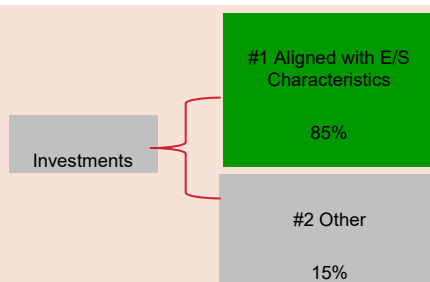 #1 Aligned with E/S
Characteristics
85%
Investments
#2 Other
15%